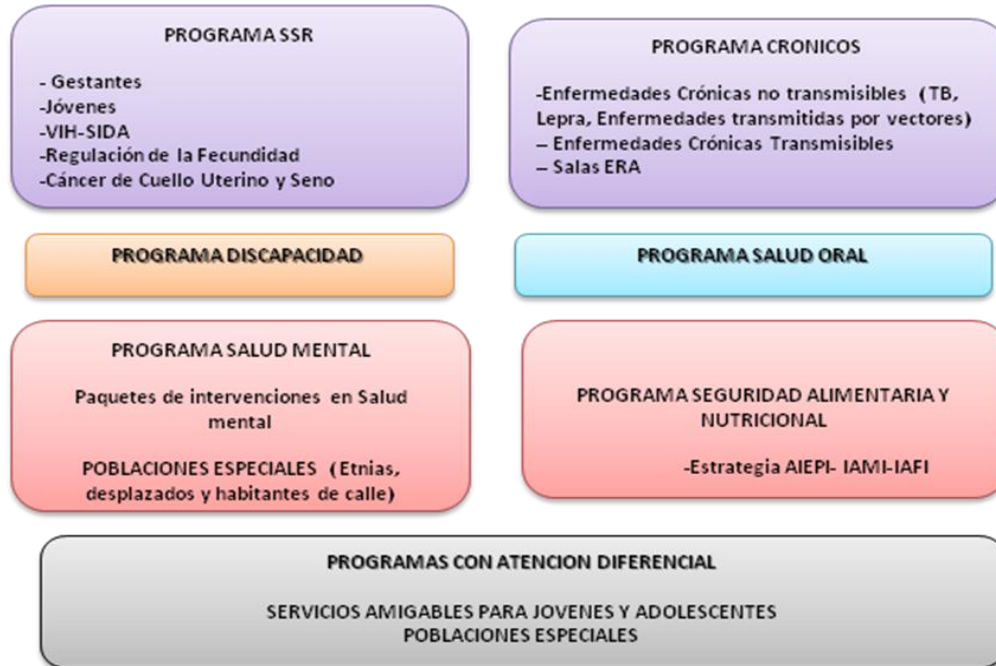 PROGRAMA SSR
- Gestantes
-Jóvenes
-VIH-SIDA
-Regulación de la Fecundidad
-Cáncer de Cuello Uterino y Seno
PROGRAMA CRONICOS
-Enfermedades Crónicas no transmisibles (TB,
Lepra, Enfermedades transmitidas por vectores)
– Enfermedades Crónicas Transmisibles
– Salas ERA
PROGRAMA DISCAPACIDAD
PROGRAMA SALUD ORAL
PROGRAMA SALUD MENTAL
Paquetes de intervenciones en Salud
mental
POBLACIONES ESPECIALES (Etnias,
desplazados y habitantes de calle)
PROGRAMA SEGURIDAD ALIMENTARIA Y
NUTRICIONAL
-Estrategia AIEPI- IAMI-IAFI
PROGRAMAS CON ATENCION DIFERENCIAL
SERVICIOS AMIGABLES PARA JOVENES Y ADOLESCENTES
POBLACIONES ESPECIALES